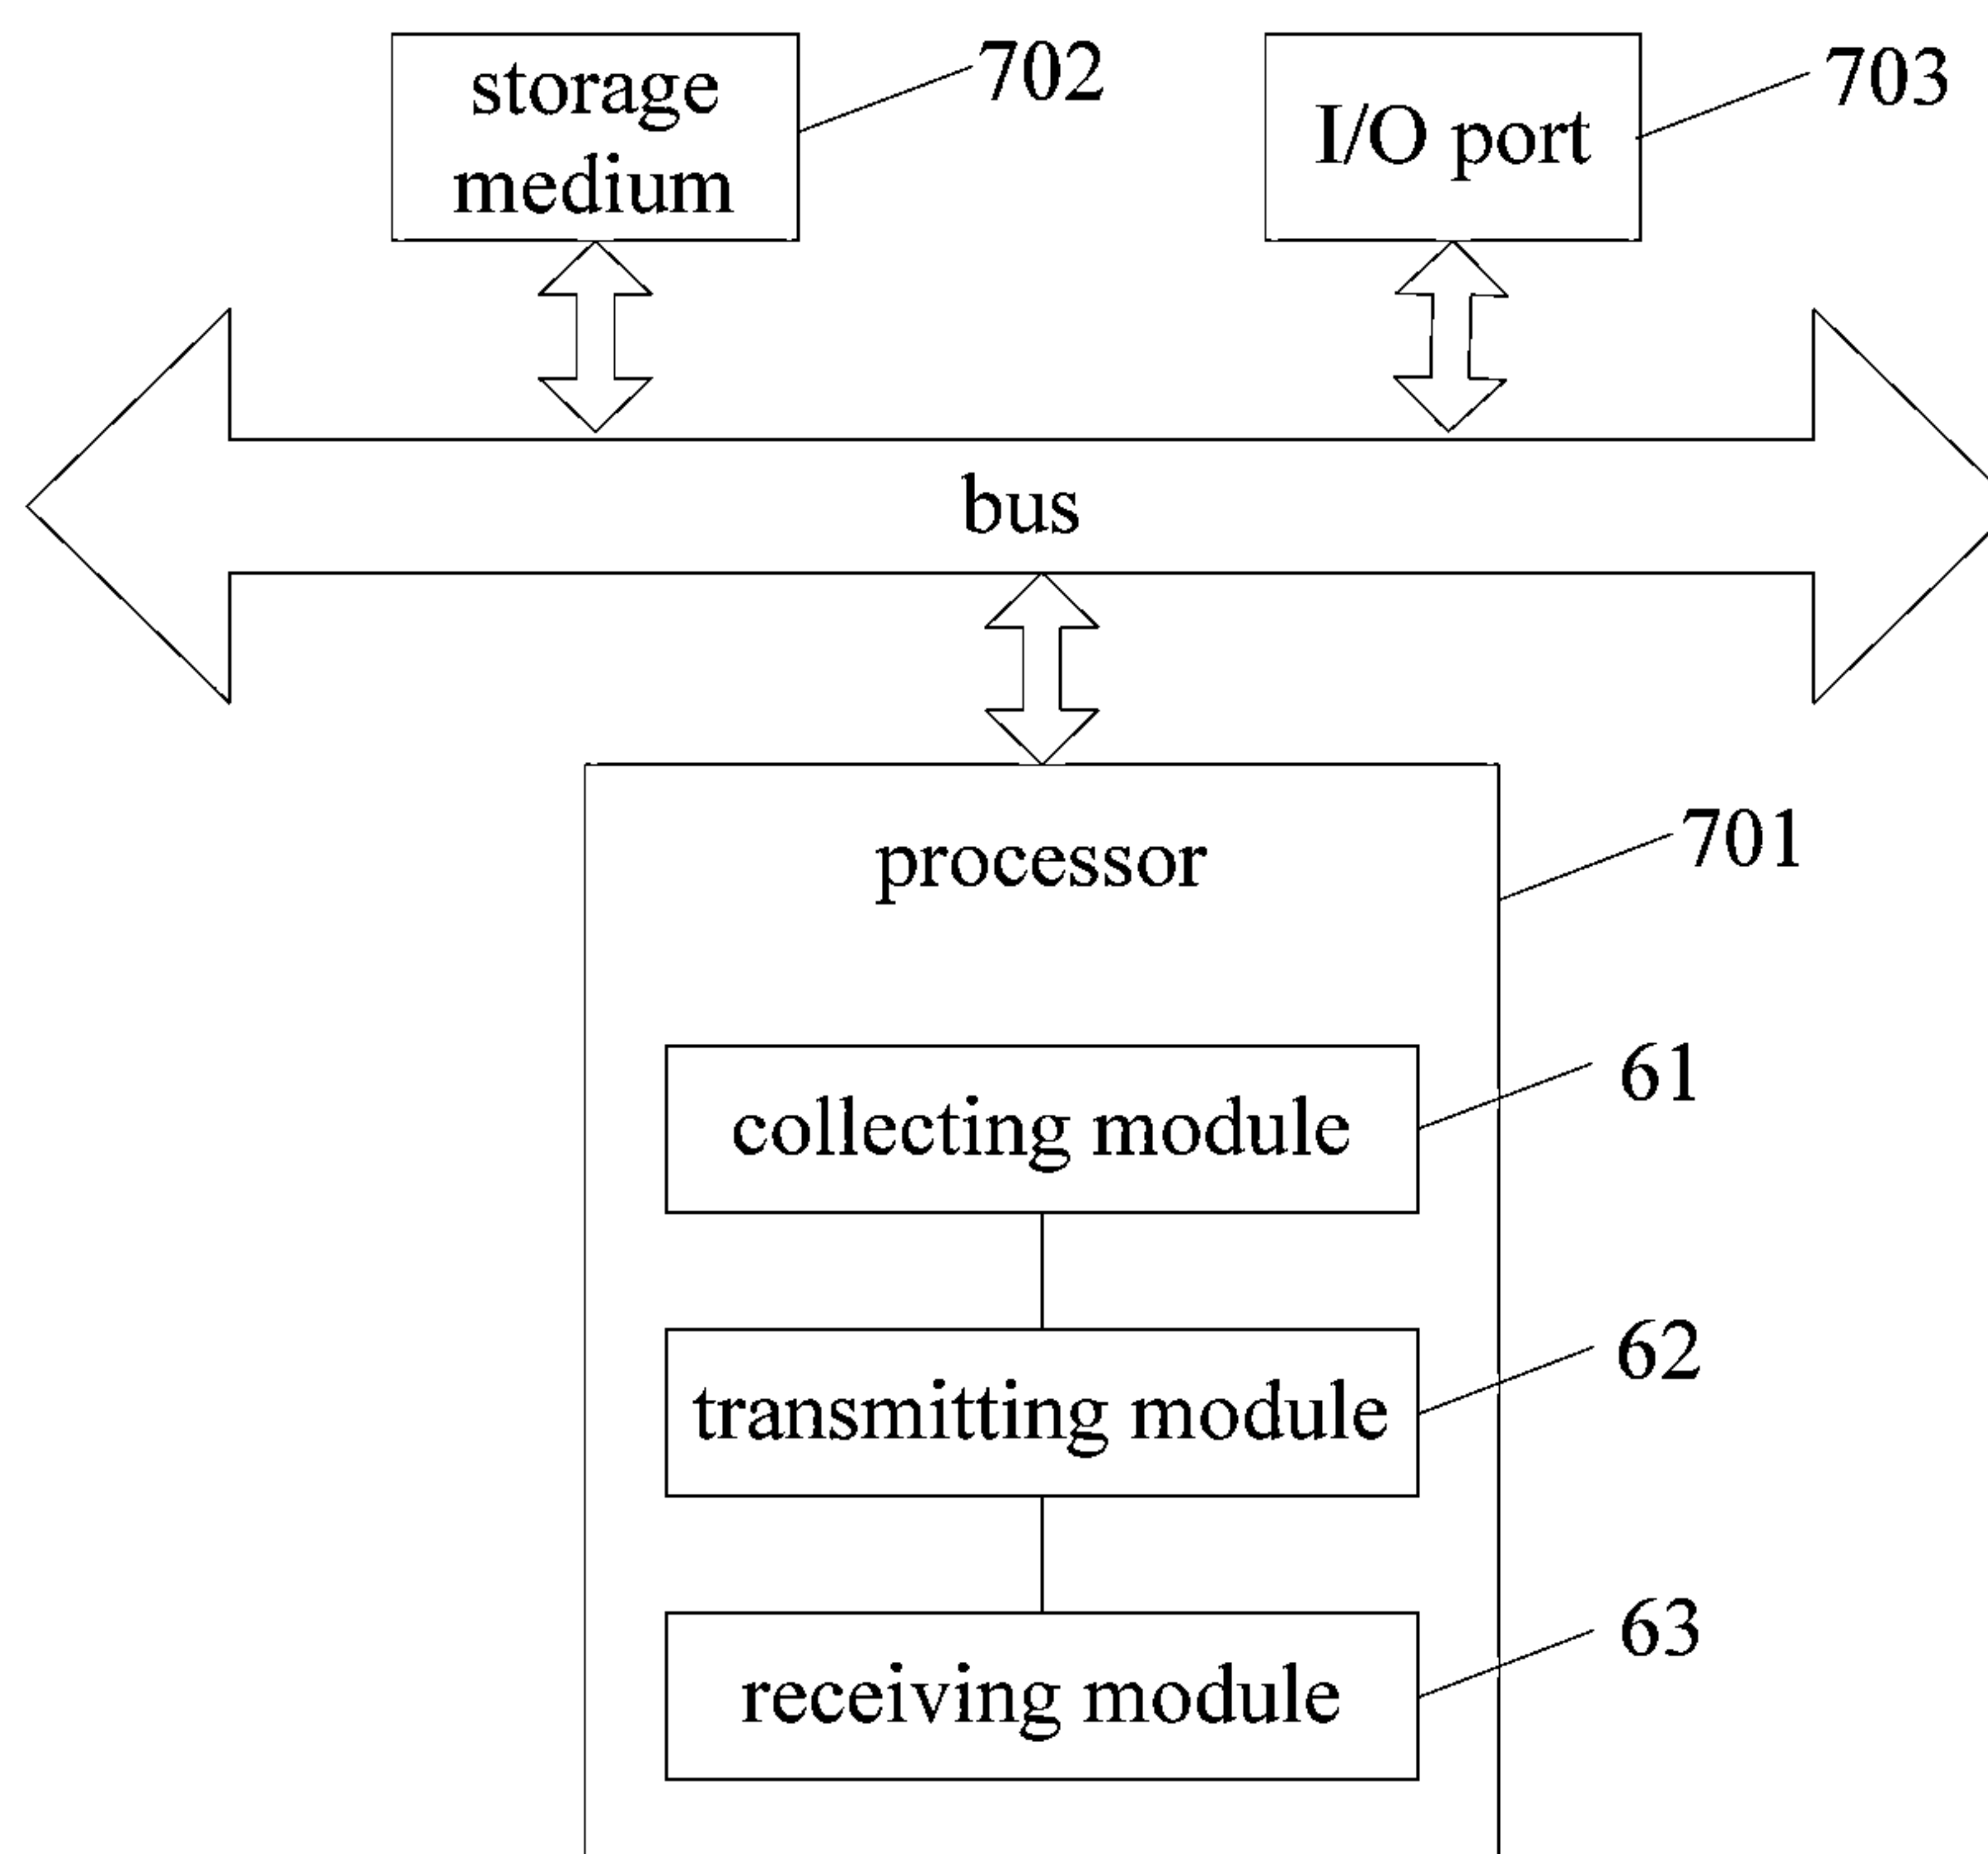 storage
medium
702
I/O port
703
bus
processor
701
collecting module
61
transmitting module
62
receiving module
63